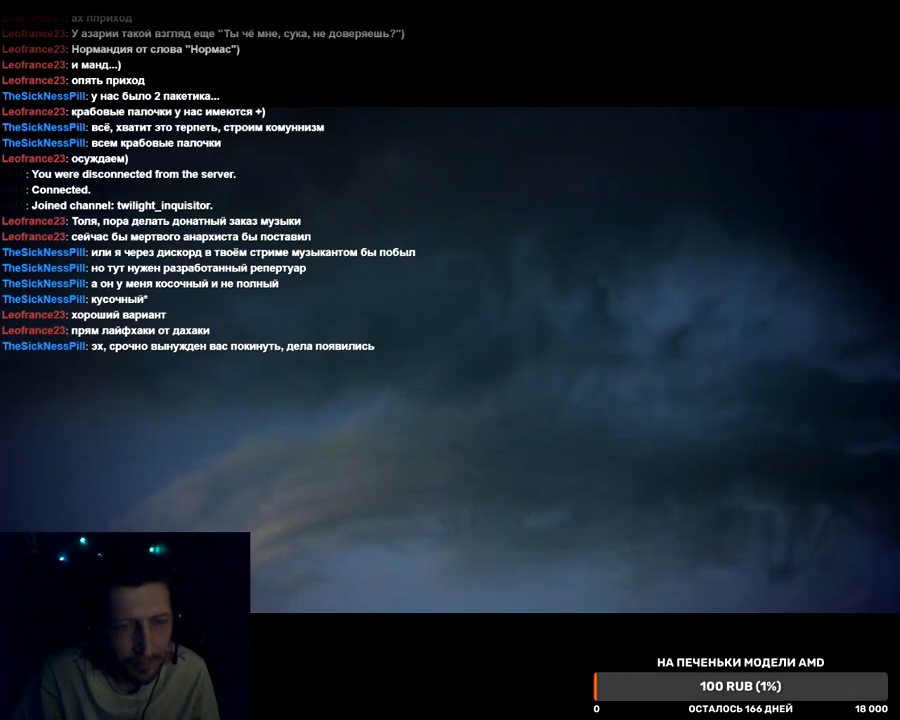 Leofrance23: ах пприход
Leofrance23: У азарии такой взгляд еще "Ты чё мне, сука, не доверяешь?")
Leofrance23: Нормандия от слова "Нормас")
Leofrance23: и манд...)
Leofrance23: опять приход
TheSickNessPill: у нас было 2 пакетика...
Leofrance23: крабовые палочки у нас имеются +)
TheSickNessPill: всё, хватит это терпеть, строим комуннизм
TheSickNessPill: всем крабовые палочки
Leofrance23: осуждаем)
: You were disconnected from the server.
: Connected.
: Joined channel: twilight_inquisitor.
Leofrance23: Толя, пора делать донатный заказ музыки
Leofrance23: сейчас бы мертвого анархиста бы поставил
TheSickNessPill: или я через дискорд в твоём стриме музыкантом бы побыл
TheSickNessPill: но тут нужен разработанный репертуар
TheSickNessPill: а он у меня косочный и не полный
TheSickNessPill: кусочный*
Leofrance23: хороший вариант
Leofrance23: прям лайфхаки от дахаки
TheSickNessPill: эх, срочно вынужден вас покинуть, дела появились
НА ПЕЧЕНЬКИ МОДЕЛИ AMD
100 RUB (1%)
0 ОСТАЛОСЬ 166 ДНЕЙ 18 000